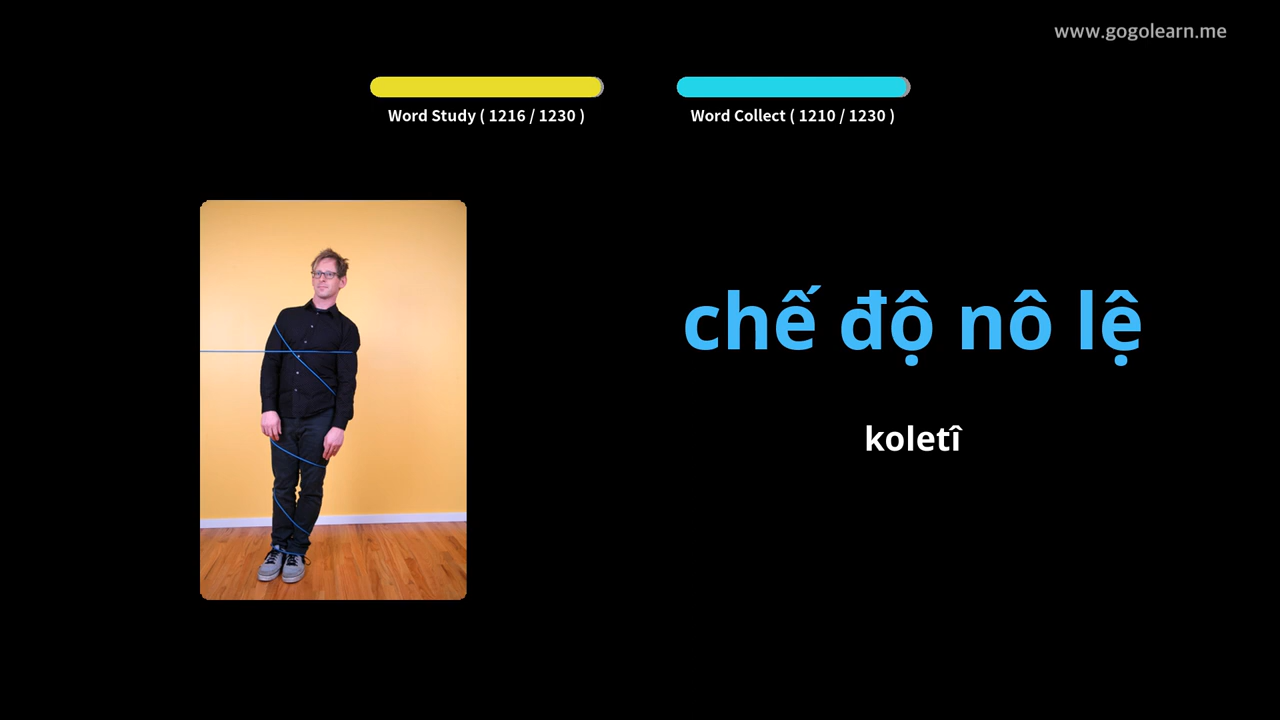 www.gogolearn.me
Word Study ( 1216 / 1230 )
Word Collect ( 1210 / 1230 )
chế độ nô lệ
koletî